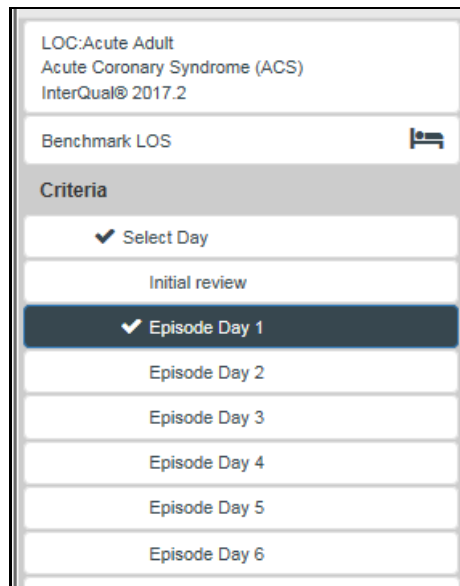 LOC:Acute Adult
Acute Coronary Syndrome (ACS)
InterQual® 2017.2
Benchmark LOS
Criteria
Select Day
Initial review
Episode Day 1
Episode Day 2
Episode Day 3
Episode Day 4
Episode Day 5
Episode Day 6